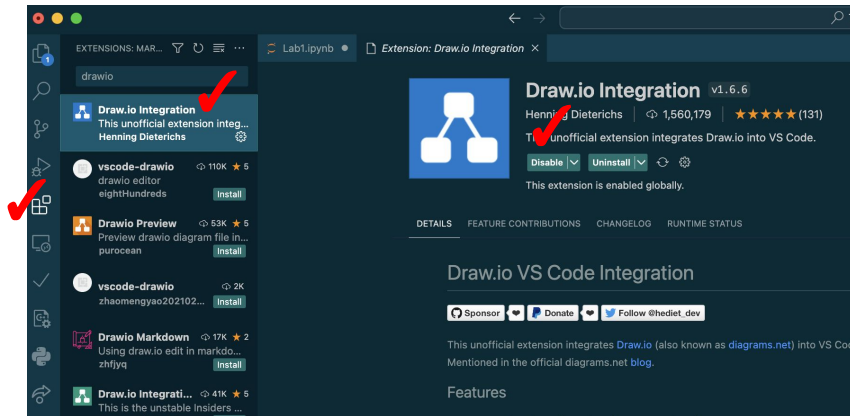 EXTENSIONS: MAR...
drawio
Draw.io Integration
This unofficial extension integ...
Henning Dieterichs
vscode-drawio 110K ★ 5
drawio editor
eightHundreds Install
Drawio Preview 53K ★ 5
Preview drawio diagram file in...
purocean Install
vscode-drawio 2K
zhaomengyao202102... Install
Drawio Markdown 17K ★ 2
Using draw.io edit in markdo...
zhfjyq Install
Draw.io Integrati... 41K ★ 5
This is the unstable Insiders ...
Install
1
Lab1.ipynb ●
Extension: Draw.io Integration ×
Draw.io Integration v1.6.6
Henning Dieterichs 1,560,179 ★★★★★ (131)
unofficial extension integrates Draw.io into VS Code.
Disable Uninstall
This extension is enabled globally.
DETAILS FEATURE CONTRIBUTIONS CHANGELOG RUNTIME STATUS
Draw.io VS Code Integration
Sponsor Donate Follow @hediet_dev
This unofficial extension integrates Draw.io (also known as diagrams.net) into VS Co
Mentioned in the official diagrams.net blog.
Features